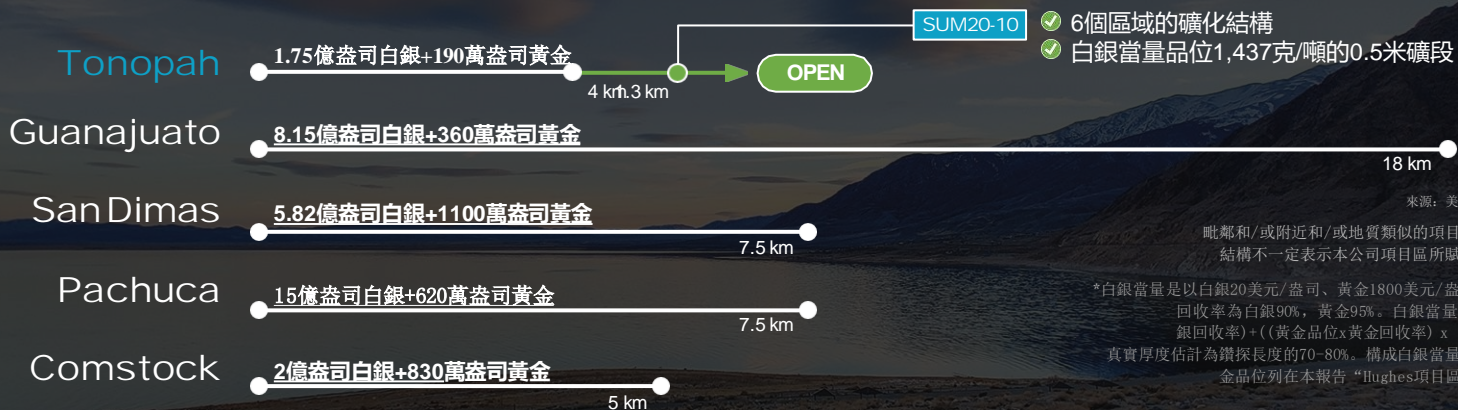 SUM20-10
6個區域的礦化結構
白銀當量品位1,437克/噸的0.5米礦段
Tonopah
1.75億盎司白銀+190萬盎司黃金
OPEN
4 km
1.3 km
Guanajuato
8.15億盎司白銀+360萬盎司黃金
18 km
San Dimas
5.82億盎司白銀+1100萬盎司黃金
7.5 km
Pachuca
15億盎司白銀+620萬盎司黃金
7.5 km
Comstock
2億盎司白銀+830萬盎司黃金
5 km
來源: 美
毗鄰和/或附近和/或地質類似的項目
結構不一定表示本公司項目區所賦
*白銀當量是以白銀20美元/盎司、黃金1800美元/盎
回收率為白銀90%，黃金95%。白銀當量
銀回收率)+((黃金品位x黃金回收率) x
真實厚度估計為鑽探長度的70-80%。構成白銀當量
金品位列在本報告“Hughes項目區